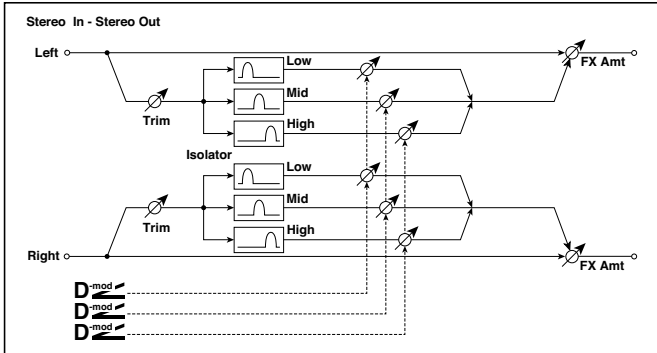 Stereo In - Stereo Out
Left
Low
FX Amt
Mid
Trim
High
Isolator
Low
Mid
Trim
High
Right
FX Amt
D-mod
D-mod
D-mod